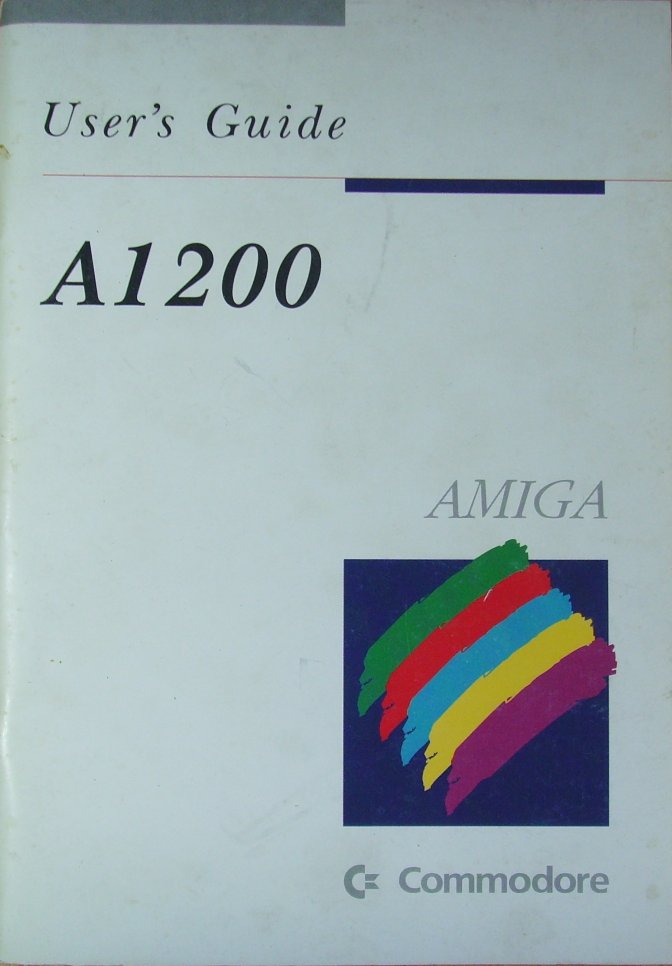 User's Guide
A1200
AMIGA
Commodore